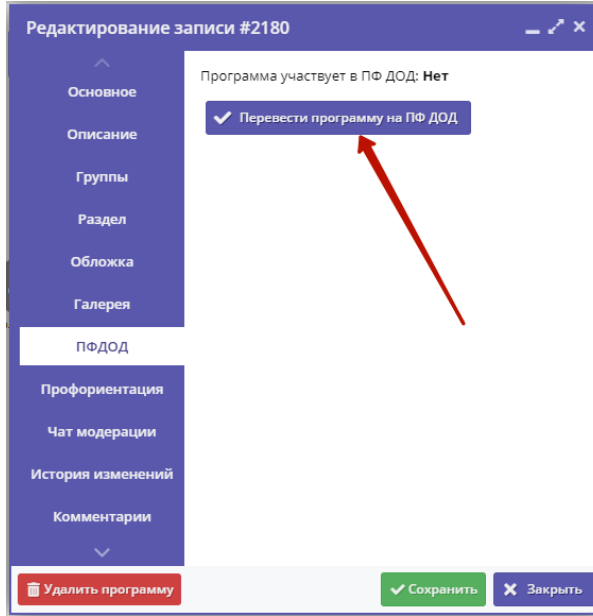 Редактирование записи #2180
Основное
Описание
Группы
Раздел
Обложка
Галерея
ПФДОД
Профориентация
Чат модерации
История изменений
Комментарии
Программа участвует в ПФ ДОД: Нет
Перевести программу на ПФ ДОД
Удалить программу
Сохранить
Закрыть